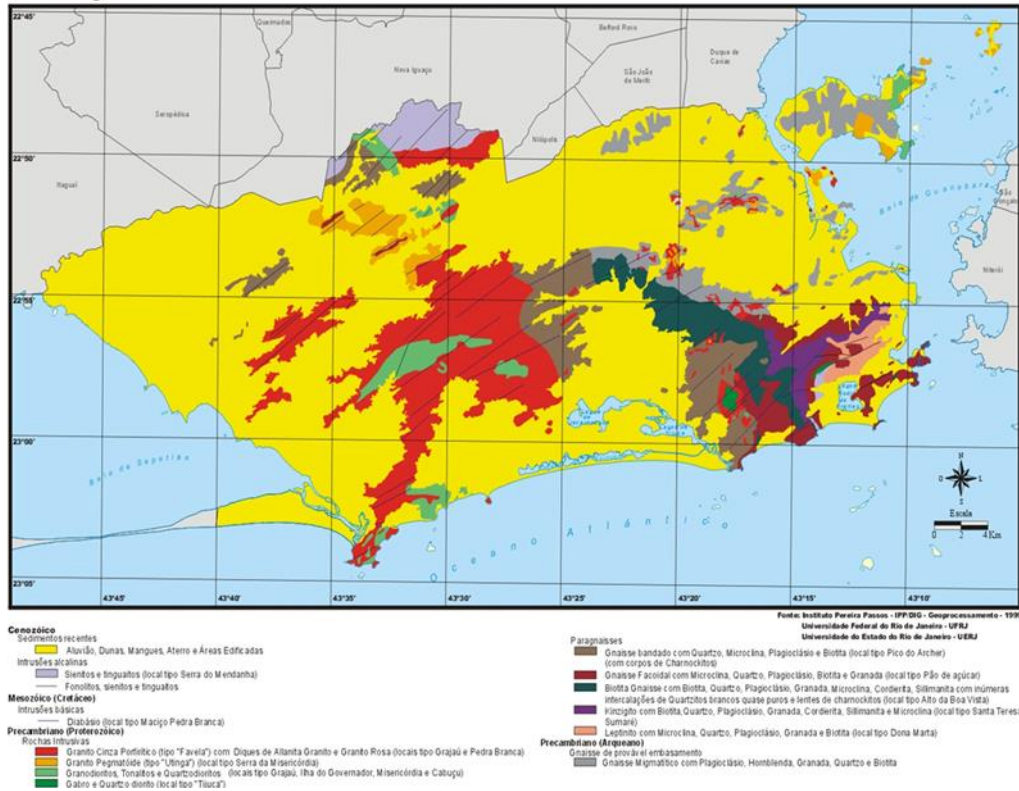 22°45'
Queimados
Belford Roxo
Nova Iguaçu
São João
de Meriti
Duque de
Caxias
Seropédica
Nilópolis
22°50'
Itaguaí
Baía de Guanabara
São
Gonçalo
Niterói
22°55'
23°00'
Baía de Sepetiba
Oceano Atlântico
N
O L
S
Escala
0 2 4 Km
23°05'
43°45' 43°40' 43°35' 43°30' 43°25' 43°20' 43°15' 43°10'
Fonte: Instituto Pereira Passos - IPP/DIG - Geoprocessamento - 1999
Universidade Federal do Rio de Janeiro - UFRJ
Universidade do Estado do Rio de Janeiro - UERJ
Cenozóico
Sedimentos recentes
Aluvião, Dunas, Mangues, Aterro e Áreas Edificadas
Intrusões alcalinas
Sienitos e tinguaitos (local tipo Serra do Mendanha)
Fonolitos, sienitos e tinguaitos
Mesozóico (Cretáceo)
Intrusões básicas
Diabásio (local tipo Maciço Pedra Branca)
Precambriano (Proterozóico)
Rochas Intrusivas
Granito Cinza Porfirítico (tipo "Favela") com Diques de Allanita Granito e Granito Rosa (locais tipo Grajaú e Pedra Branca)
Granito Pegmatóide (tipo "Utinga") (local tipo Serra da Misericórdia)
Granodioritos, Tonalitos e Quartzodioritos (locais tipo Grajaú, Ilha do Governador, Misericórdia e Cabuçu)
Gabro e Quartzo diorito (local tipo "Tijuca")
Paragnaisses
Gnaisse bandado com Quartzo, Microclina, Plagioclásio e Biotita (local tipo Pico do Archer)
(com corpos de Charnockitos)
Gnaisse Facoidal com Microclina, Quartzo, Plagioclásio, Biotita e Granada (local tipo Pão de açúcar)
Biotita Gnaisse com Biotita, Quartzo, Plagioclásio, Granada, Microclina, Cordierita, Sillimanita com inúmeras
intercalações de Quartzitos brancos quase puros e lentes de charnockitos (local tipo Alto da Boa Vista)
Kinzigito com Biotita, Quartzo, Plagioclásio, Granada, Cordierita, Sillimanita e Microclina (local tipo Santa Teresa
Sumaré)
Leptinito com Microclina, Quartzo, Plagioclásio, Granada e Biotita (local tipo Dona Marta)
Precambriano (Arqueano)
Gnaisse de provável embasamento
Gnaisse Migmatítico com Plagioclásio, Hornblenda, Granada, Quartzo e Biotita